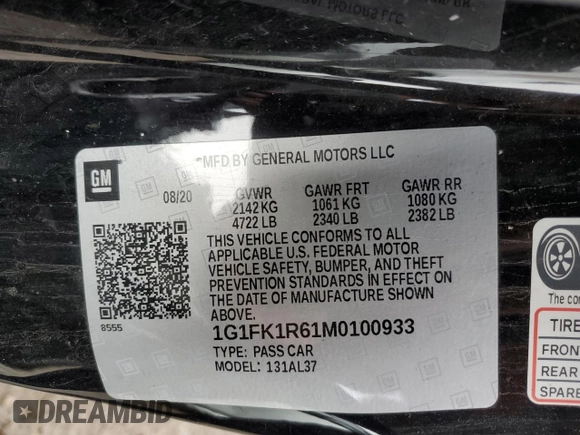 MFD BY GENERAL MOTORS LLC
GM
08/20
GVWR
2142 KG
4722 LB
GAWR FRT
1061 KG
2340 LB
GAWR RR
1080 KG
2382 LB
THIS VEHICLE CONFORMS TO ALL
APPLICABLE U.S. FEDERAL MOTOR
VEHICLE SAFETY, BUMPER, AND THEFT
PREVENTION STANDARDS IN EFFECT ON
THE DATE OF MANUFACTURE SHOWN
ABOVE.
8555
1G1FK1R61M0100933
TYPE: PASS CAR
MODEL: 131AL37
The
TIRE
FRON
REAR
SPARE
DREAMBID